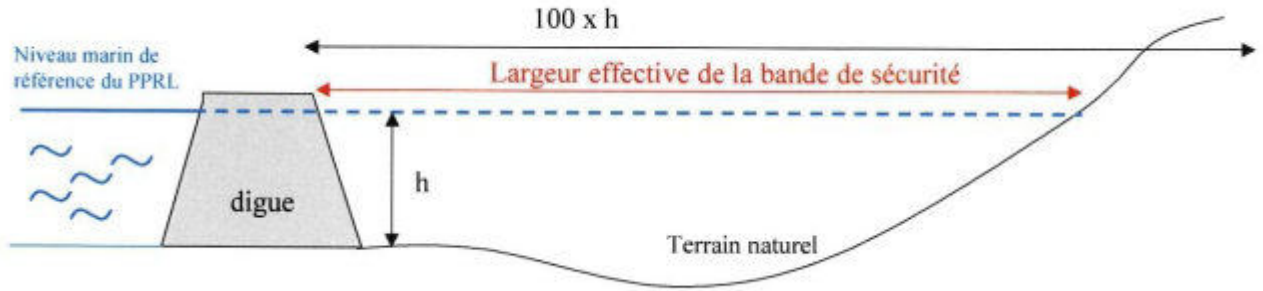 100 x h
Niveau marin de
référence du PPRL
Largeur effective de la bande de sécurité
h
digue
Terrain naturel